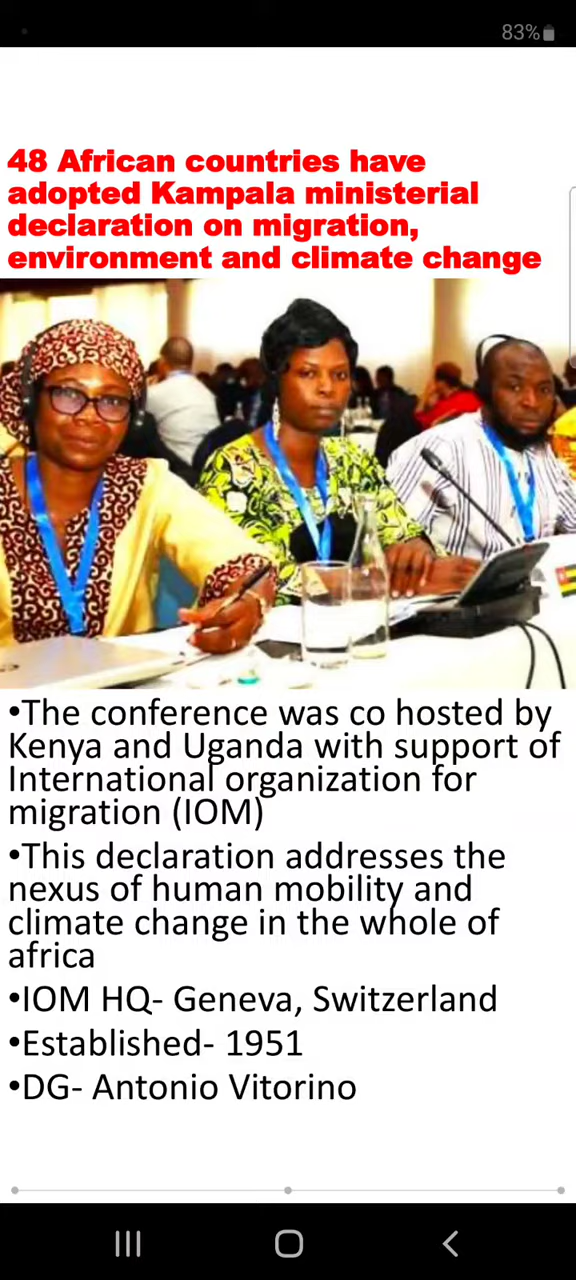 83%
48 African countries have
adopted Kampala ministerial
declaration on migration,
environment and climate change
•The conference was co hosted by
Kenya and Uganda with support of
International organization for
migration (IOM)
•This declaration addresses the
nexus of human mobility and
climate change in the whole of
africa
•IOM HQ- Geneva, Switzerland
•Established- 1951
•DG- Antonio Vitorino